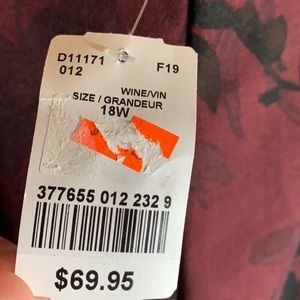 D11171 F19
012
WINE/VIN
SIZE / GRANDEUR
18W
377655 012 232 9
$69.95